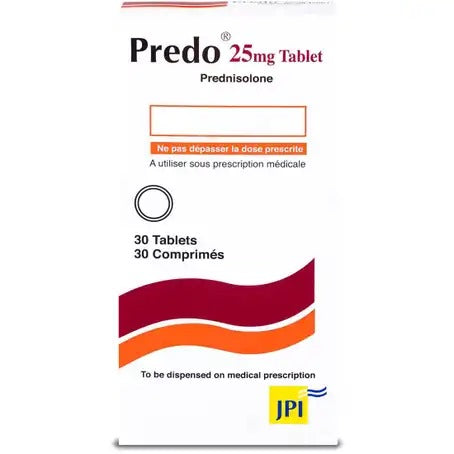 Predo® 25mg Tablet
Prednisolone
Ne pas dépasser la dose prescrite
A utiliser sous prescription médicale
30 Tablets
30 Comprimés
To be dispensed on medical prescription
JPI